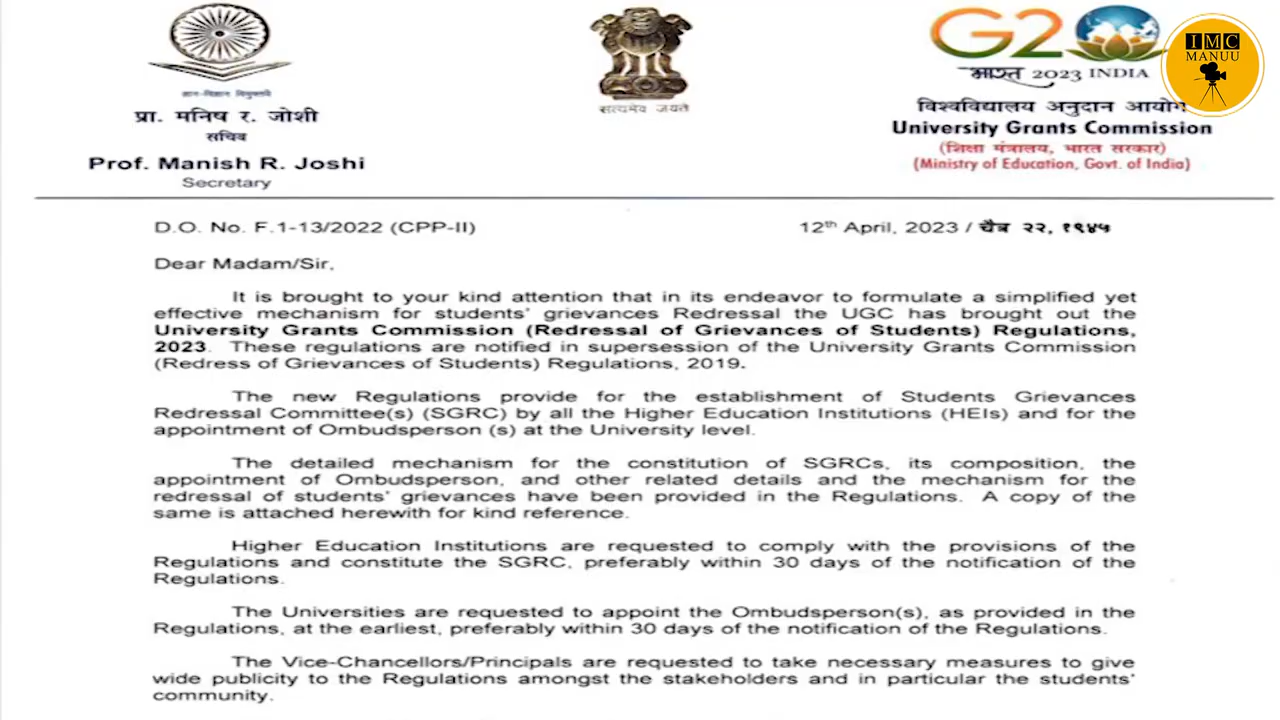 ज्ञान-विज्ञान विमुक्तये
प्रा. मनिष र. जोशी
सचिव
Prof. Manish R. Joshi
Secretary
सत्यमेव जयते
G20
भारत 2023 INDIA
IMC
MANUU
विश्वविद्यालय अनुदान आयोग
University Grants Commission
(शिक्षा मंत्रालय, भारत सरकार)
(Ministry of Education, Govt. of India)
D.O. No. F.1-13/2022 (CPP-II)
12th April, 2023 / चैत्र २२, १९४५
Dear Madam/Sir,
It is brought to your kind attention that in its endeavor to formulate a simplified yet
effective mechanism for students' grievances Redressal the UGC has brought out the
University Grants Commission (Redressal of Grievances of Students) Regulations,
2023. These regulations are notified in supersession of the University Grants Commission
(Redress of Grievances of Students) Regulations, 2019.
The new Regulations provide for the establishment of Students Grievances
Redressal Committee(s) (SGRC) by all the Higher Education Institutions (HEIs) and for the
appointment of Ombudsperson (s) at the University level.
The detailed mechanism for the constitution of SGRCs, its composition, the
appointment of Ombudsperson, and other related details and the mechanism for the
redressal of students' grievances have been provided in the Regulations. A copy of the
same is attached herewith for kind reference.
Higher Education Institutions are requested to comply with the provisions of the
Regulations and constitute the SGRC, preferably within 30 days of the notification of the
Regulations.
The Universities are requested to appoint the Ombudsperson(s), as provided in the
Regulations, at the earliest, preferably within 30 days of the notification of the Regulations.
The Vice-Chancellors/Principals are requested to take necessary measures to give
wide publicity to the Regulations amongst the stakeholders and in particular the students'
community.